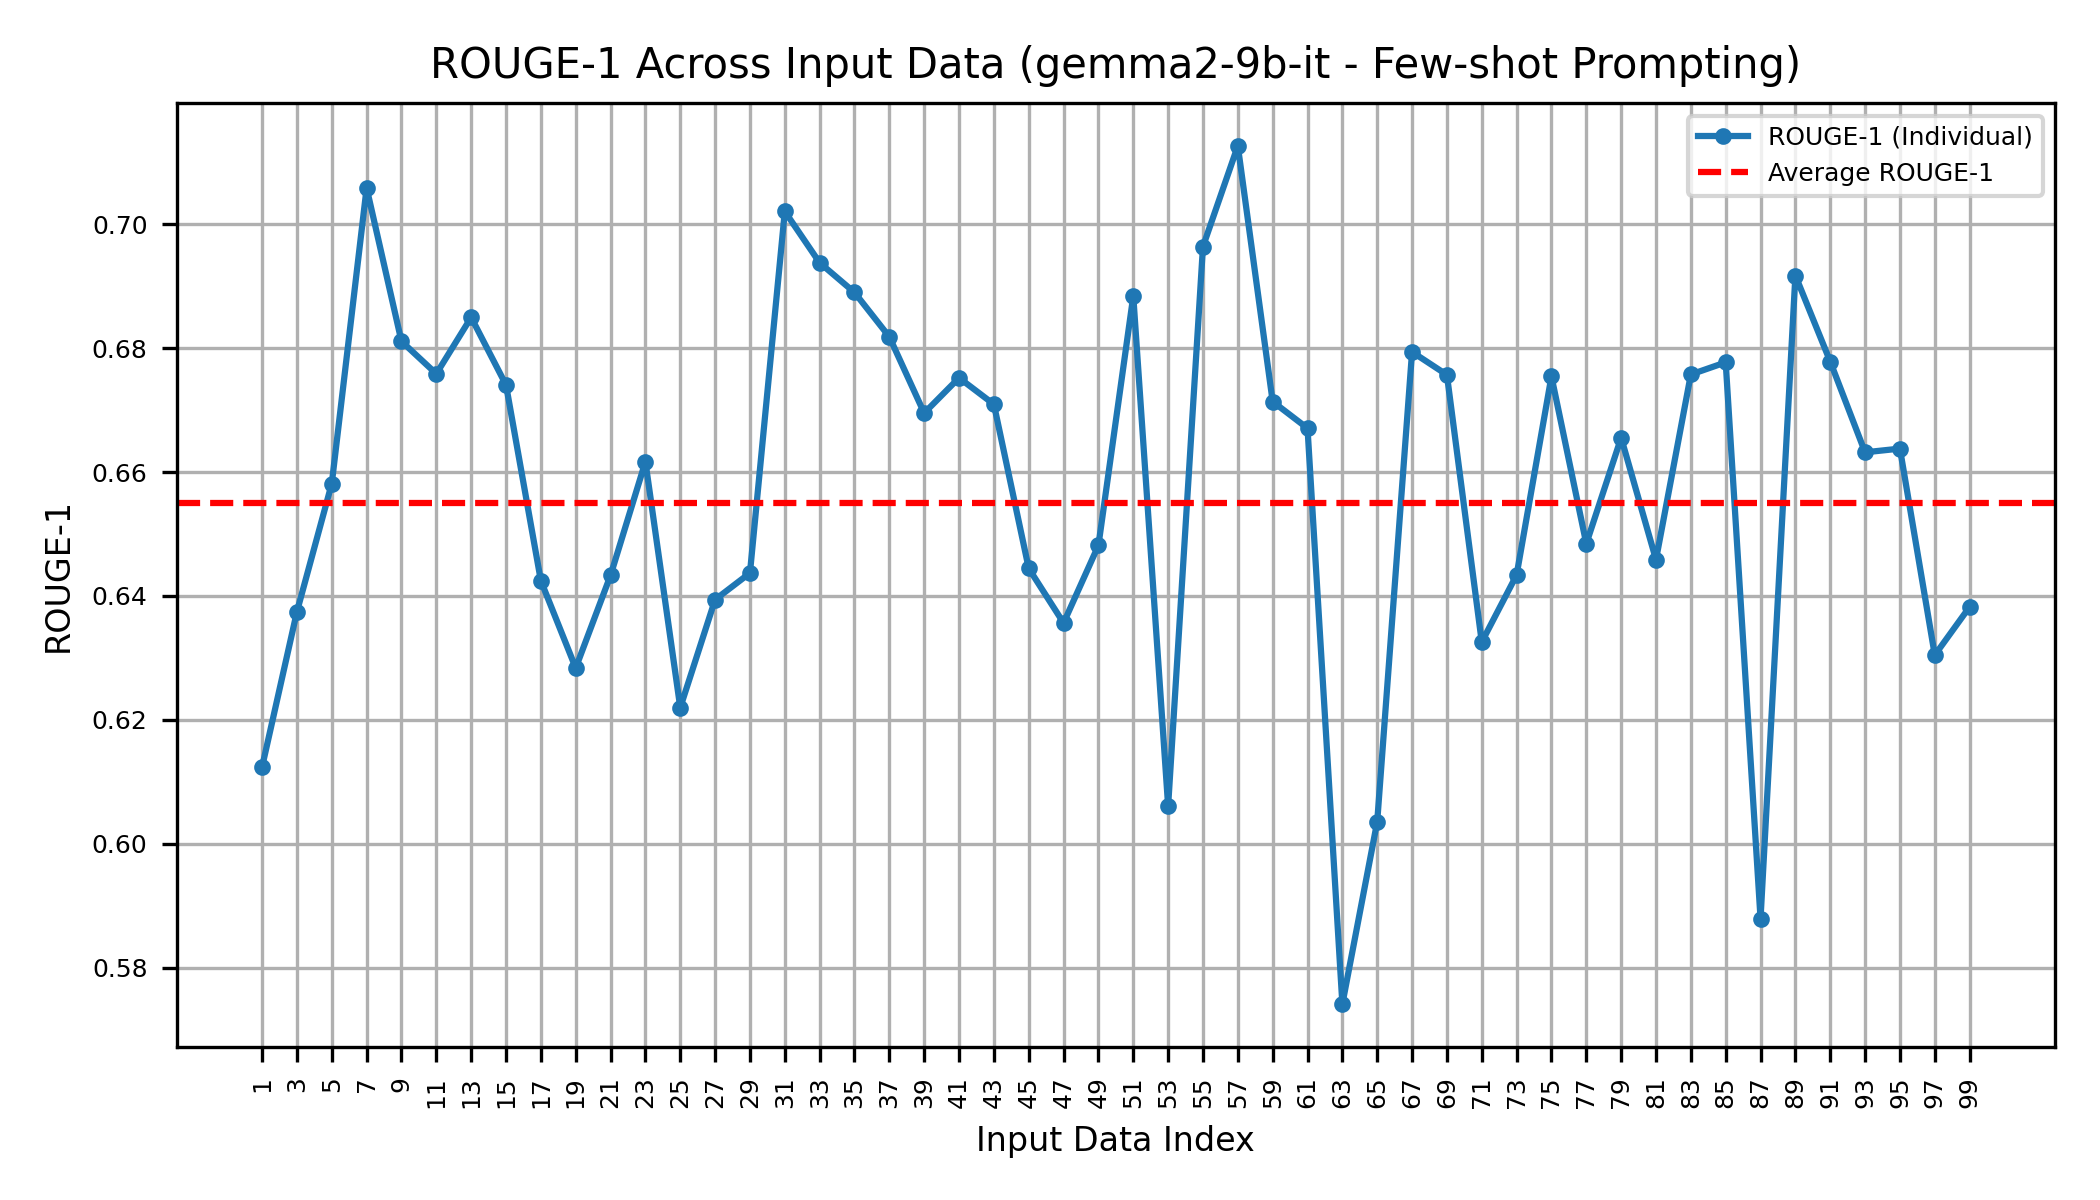 ROUGE-1 Across Input Data (gemma2-9b-it - Few-shot Prompting)
ROUGE-1 (Individual)
Average ROUGE-1
0.70
0.68
0.66
0.64
0.62
0.60
0.58
ROUGE-1
1 3 5 7 9 11 13 15 17 19 21 23 25 27 29 31 33 35 37 39 41 43 45 47 49 51 53 55 57 59 61 63 65 67 69 71 73 75 77 79 81 83 85 87 89 91 93 95 97 99
Input Data Index